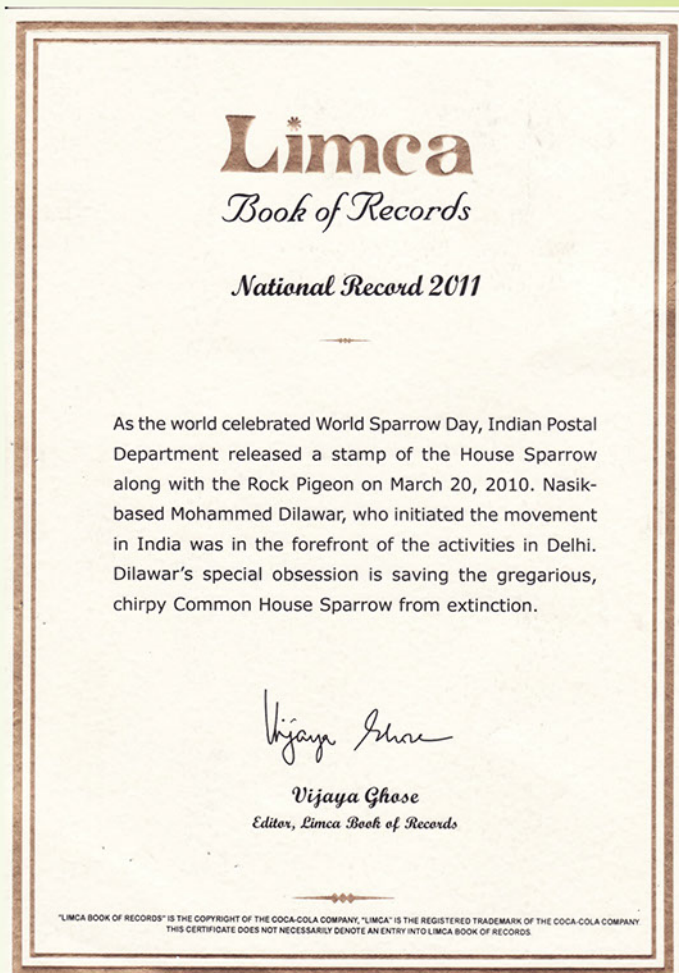 Limca
Book of Records
National Record 2011
As the world celebrated World Sparrow Day, Indian Postal
Department released a stamp of the House Sparrow
along with the Rock Pigeon on March 20, 2010. Nasik-
based Mohammed Dilawar, who initiated the movement
in India was in the forefront of the activities in Delhi.
Dilawar's special obsession is saving the gregarious,
chirpy Common House Sparrow from extinction.
Vijaya Ghose
Vijaya Ghose
Editor, Limca Book of Records
"LIMCA BOOK OF RECORDS" IS THE COPYRIGHT OF THE COCA-COLA COMPANY, "LIMCA" IS THE REGISTERED TRADEMARK OF THE COCA-COLA COMPANY.
THIS CERTIFICATE DOES NOT NECESSARILY DENOTE AN ENTRY INTO LIMCA BOOK OF RECORDS